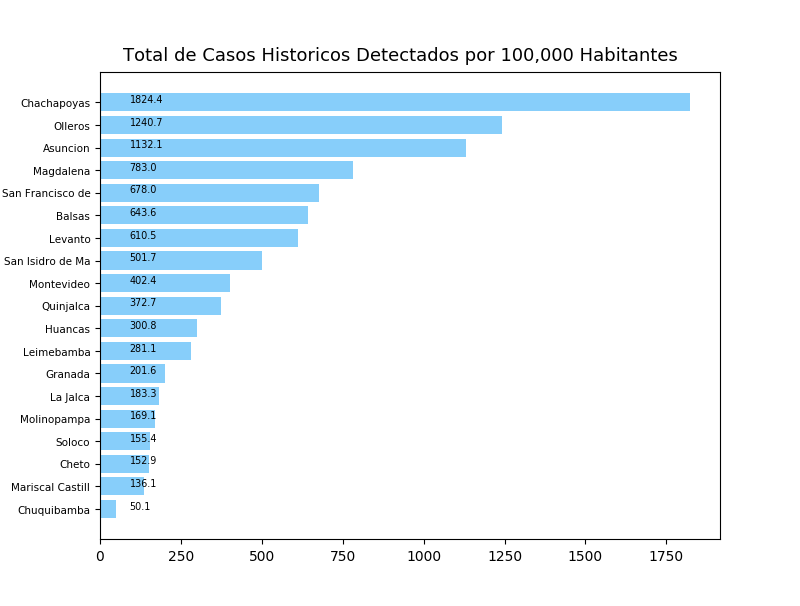 Total de Casos Historicos Detectados por 100,000 Habitantes
Chachapoyas 1824.4
Olleros 1240.7
Asuncion 1132.1
Magdalena 783.0
San Francisco de 678.0
Balsas 643.6
Levanto 610.5
San Isidro de Ma 501.7
Montevideo 402.4
Quinjalca 372.7
Huancas 300.8
Leimebamba 281.1
Granada 201.6
La Jalca 183.3
Molinopampa 169.1
Soloco 155.4
Cheto 152.9
Mariscal Castill 136.1
Chuquibamba 50.1
0 250 500 750 1000 1250 1500 1750